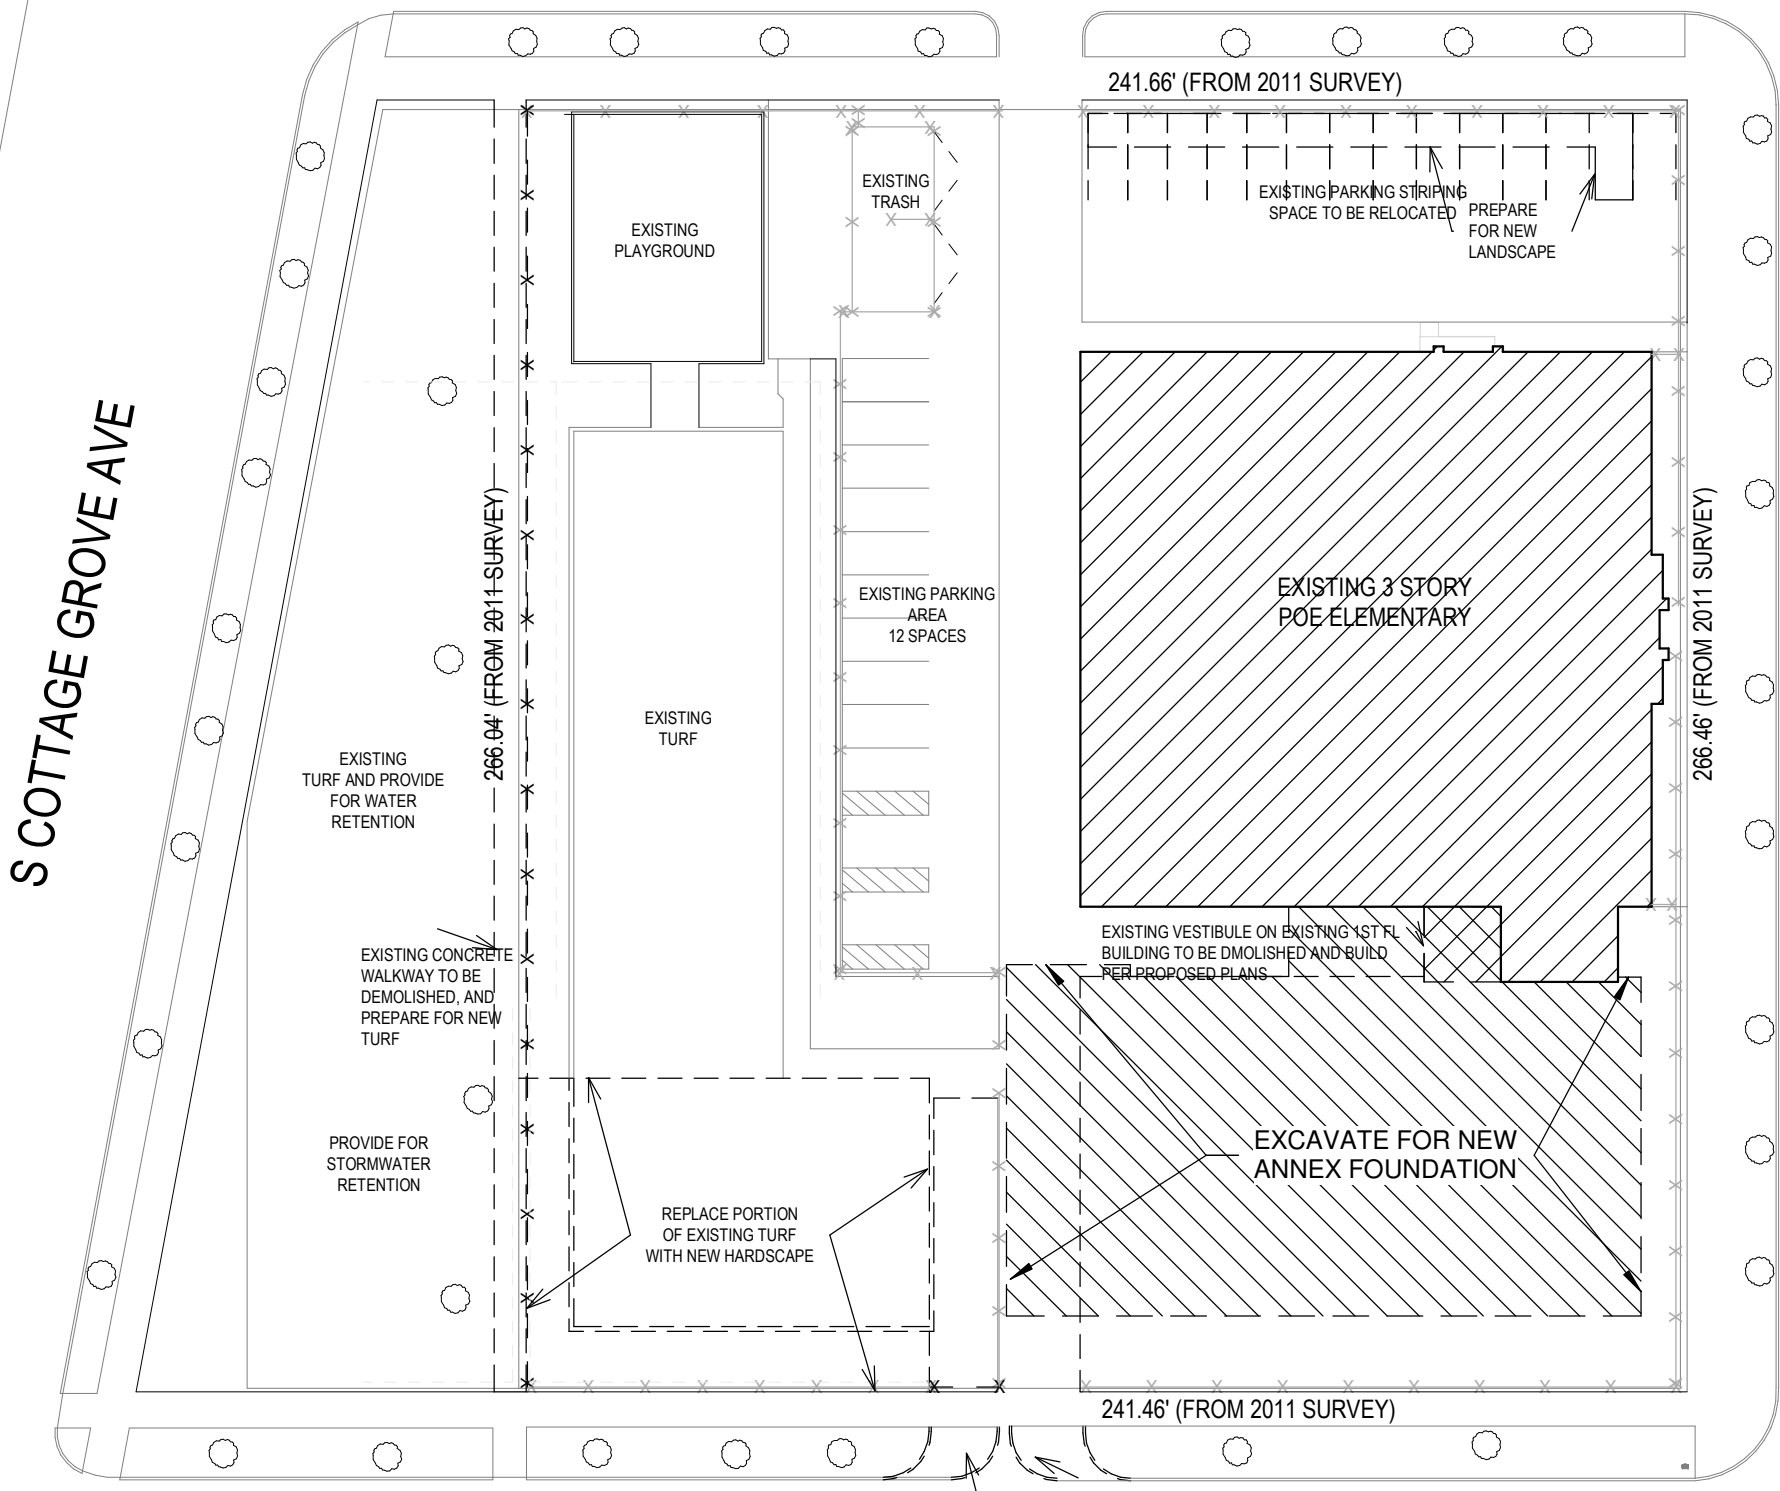 241.66' (FROM 2011 SURVEY)
EXISTING
TRASH
EXISTING PARKING STRIPING
SPACE TO BE RELOCATED
PREPARE
FOR NEW
LANDSCAPE
EXISTING
PLAYGROUND
S COTTAGE GROVE AVE
266.04' (FROM 2011 SURVEY)
EXISTING PARKING
AREA
12 SPACES
EXISTING 3 STORY
POE ELEMENTARY
266.46' (FROM 2011 SURVEY)
EXISTING
TURF
EXISTING
TURF AND PROVIDE
FOR WATER
RETENTION
EXISTING CONCRETE
WALKWAY TO BE
DEMOLISHED, AND
PREPARE FOR NEW
TURF
EXISTING VESTIBULE ON EXISTING 1ST FL
BUILDING TO BE DMOLISHED AND BUILD
PER PROPOSED PLANS
PROVIDE FOR
STORMWATER
RETENTION
EXCAVATE FOR NEW
ANNEX FOUNDATION
REPLACE PORTION
OF EXISTING TURF
WITH NEW HARDSCAPE
241.46' (FROM 2011 SURVEY)